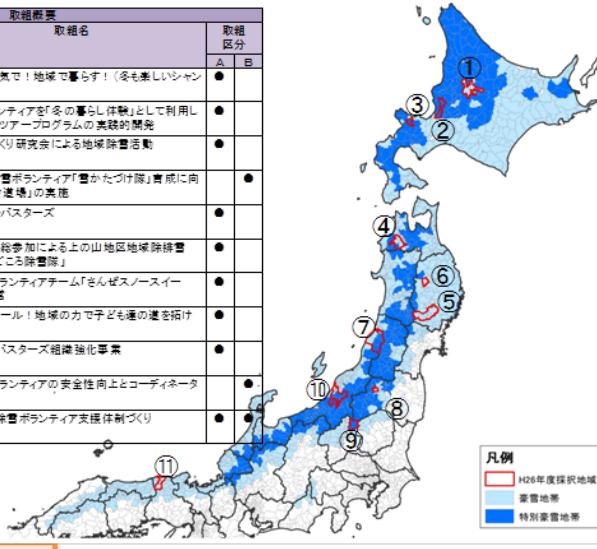 取組概要
取組名
取組
区分
A
B
気で！地域で暮らす！（冬も楽しいシャン
●
ンティアを「冬の暮らし体験」として利用し
ツアープログラムの実践的開発
●
くり研究会による地域除雪活動
●
雪ボランティア「雪かたづけ隊」育成に向
道場」の実施
●
バスターズ
●
総参加による上の山地区地域除排雪
ごころ除雪隊」
●
ランティアチーム「さんぜスノースイー
●
ール！地域の力で子ども達の道を拓け
●
バスターズ組織強化事業
●
ランティアの安全性向上とコーディネータ
●
除雪ボランティア支援体制づくり
●
●
①
②
③
④
⑤
⑥
⑦
⑧
⑨
⑩
⑪
凡例
H26年度採択地域
豪雪地帯
特別豪雪地帯